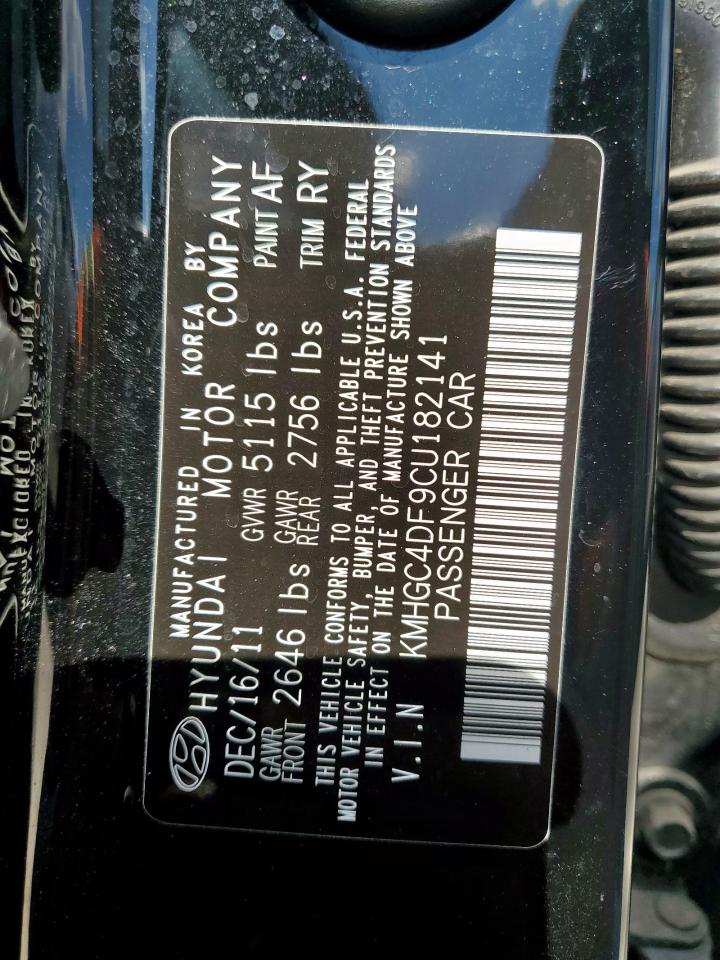 MANUFACTURED IN KOREA BY
HYUNDAI MOTOR COMPANY
DEC/16/11 GVWR 5115 lbs PAINT AF
GAWR FRONT 2646 lbs GAWR REAR 2756 lbs TRIM RY
THIS VEHICLE CONFORMS TO ALL APPLICABLE U.S.A. FEDERAL
MOTOR VEHICLE SAFETY, BUMPER, AND THEFT PREVENTION STANDARDS
IN EFFECT ON THE DATE OF MANUFACTURE SHOWN ABOVE
V.I.N KMHGC4DF9CU182141
PASSENGER CAR